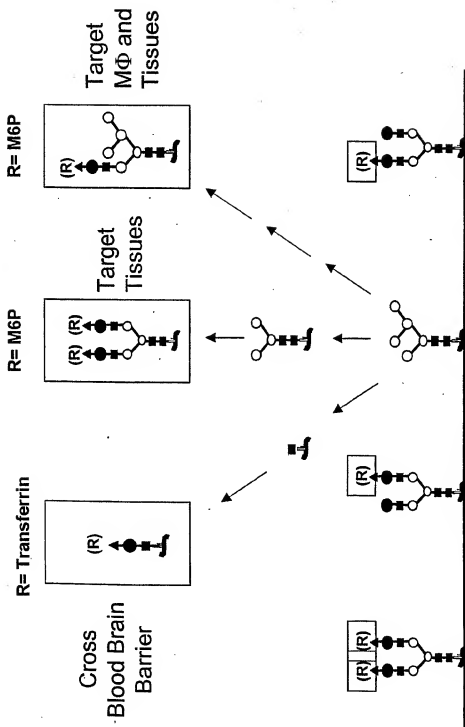 R= Transferrin
R= M6P
R= M6P
Cross
Blood Brain
Barrier
(R)
(R)
(R)
Target
Tissues
(R)
Target
MΦ and
Tissues
(R)
(R)
(R)
(R)